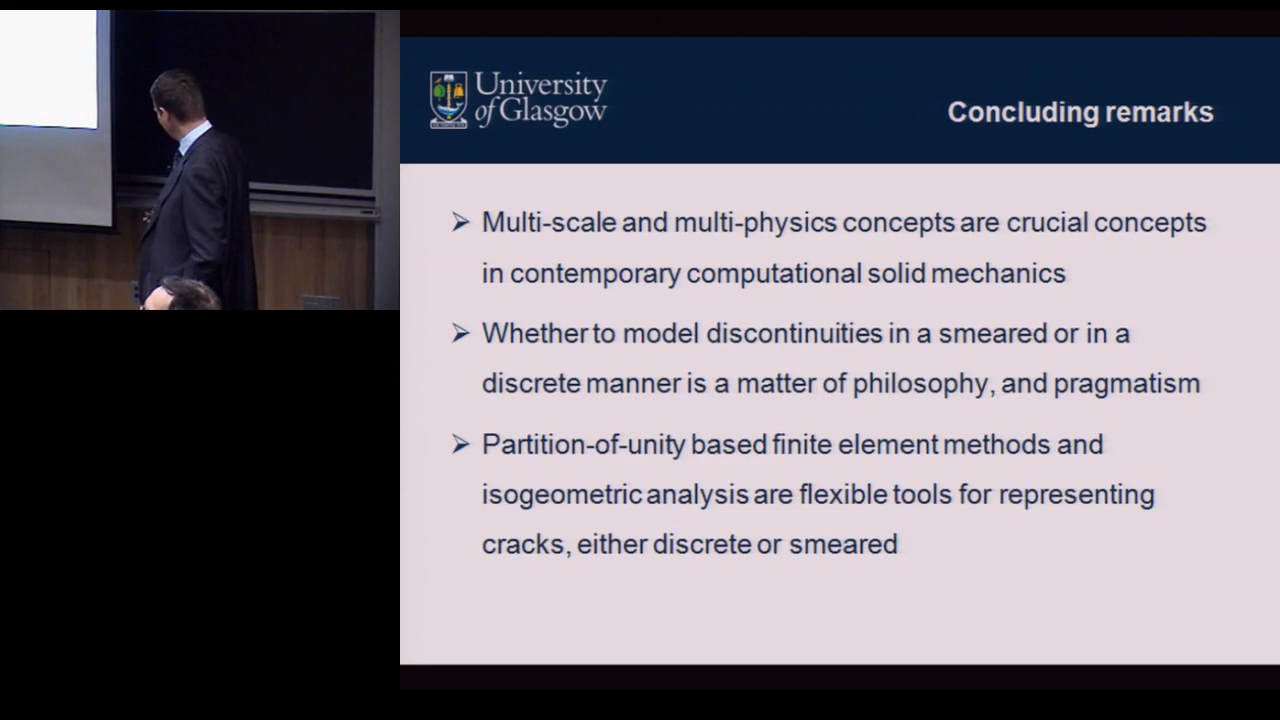 University
of Glasgow
Concluding remarks
➢ Multi-scale and multi-physics concepts are crucial concepts
in contemporary computational solid mechanics
➢ Whether to model discontinuities in a smeared or in a
discrete manner is a matter of philosophy, and pragmatism
➢ Partition-of-unity based finite element methods and
isogeometric analysis are flexible tools for representing
cracks, either discrete or smeared